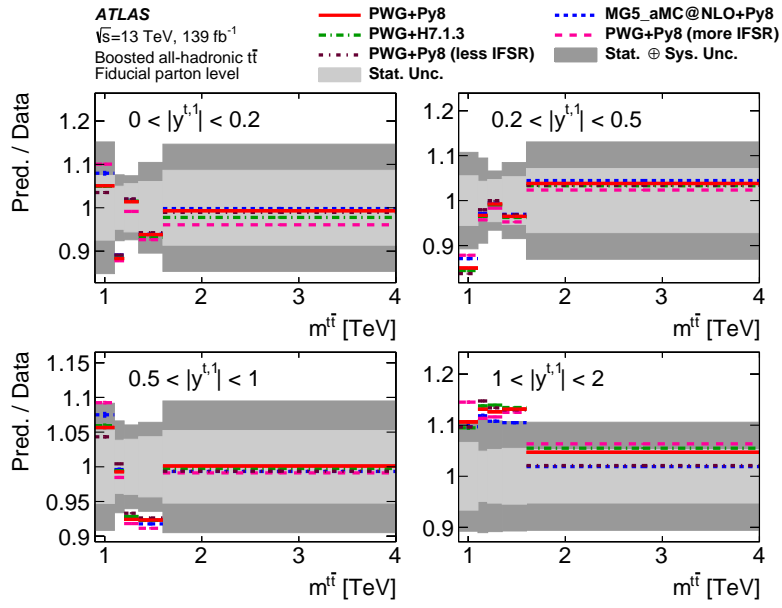 ATLAS
√s=13 TeV, 139 fb⁻¹
Boosted all-hadronic tt̄
Fiducial parton level
PWG+Py8
PWG+H7.1.3
PWG+Py8 (less IFSR)
Stat. Unc.
MG5_aMC@NLO+Py8
PWG+Py8 (more IFSR)
Stat. ⊕ Sys. Unc.
Pred. / Data
0 < |y^{t,1}| < 0.2
1.2
1.1
1
0.9
1 2 3 4
m^{tt̄} [TeV]
0.2 < |y^{t,1}| < 0.5
1.2
1.1
1
0.9
1 2 3 4
m^{tt̄} [TeV]
Pred. / Data
0.5 < |y^{t,1}| < 1
1.15
1.1
1.05
1
0.95
0.9
1 2 3 4
m^{tt̄} [TeV]
1 < |y^{t,1}| < 2
1.2
1.1
1
0.9
1 2 3 4
m^{tt̄} [TeV]